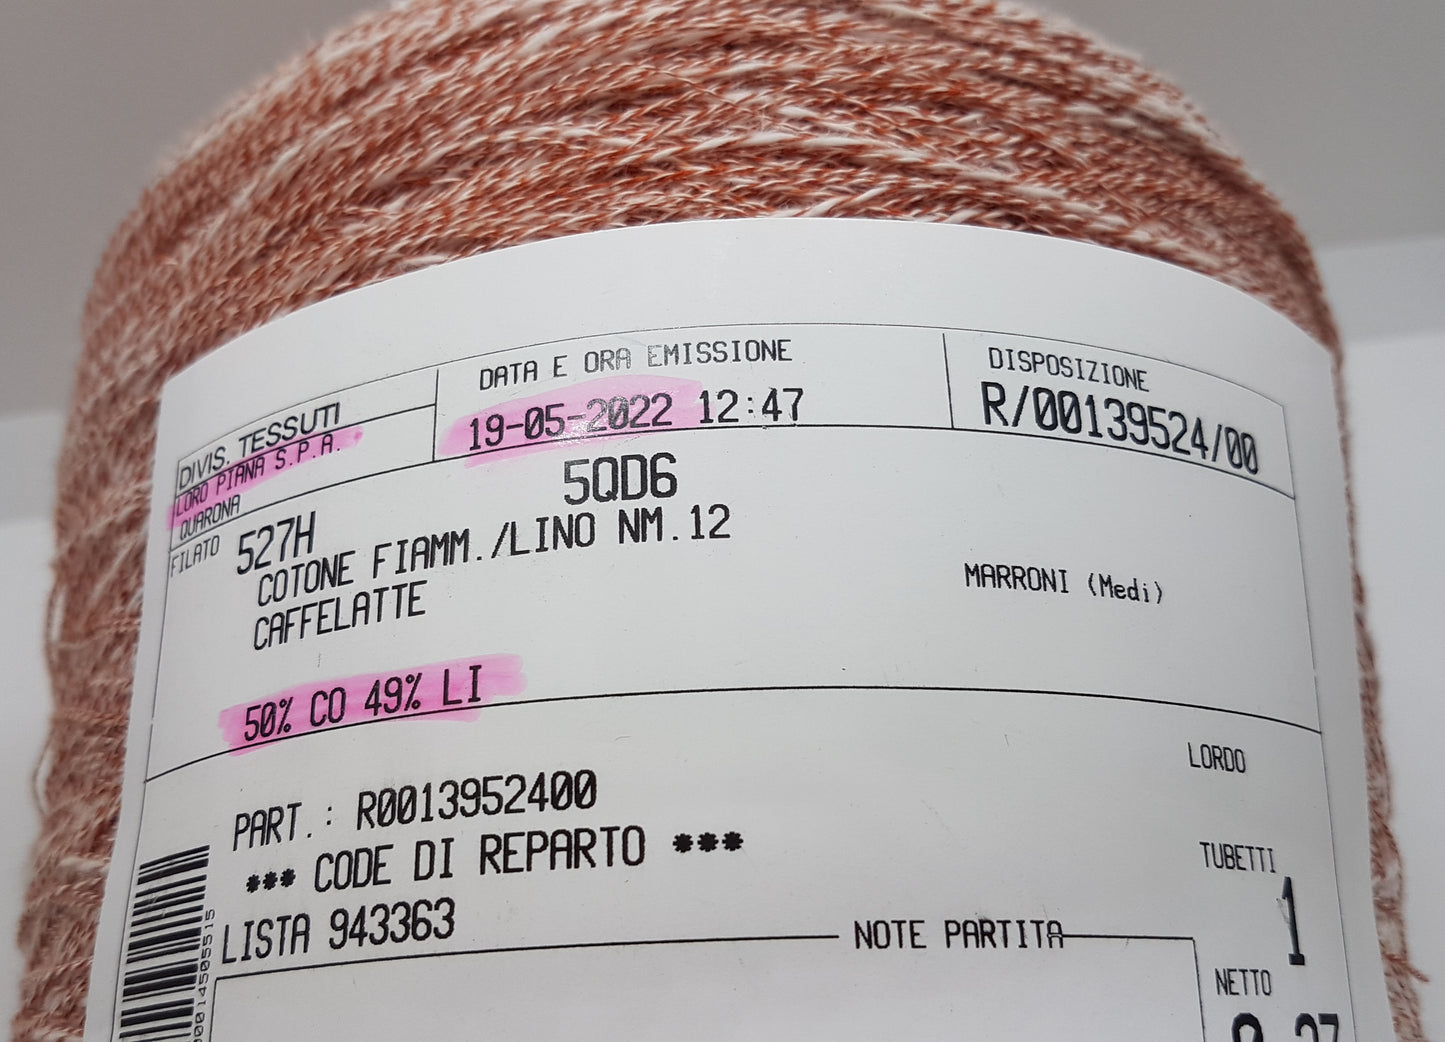 DIVIS. TESSUTI
LORO PIANA S.P.A.
QUARONA
DATA E ORA EMISSIONE
19-05-2022 12:47
DISPOSIZIONE
R/00139524/00
FILATO 527H
5QD6
COTONE FIAMM./LINO NM.12
CAFFELATTE
MARRONI (Medi)
50% CO 49% LI
LORDO
PART.: R0013952400
*** CODE DI REPARTO ***
TUBETTI
1
LISTA 943363
NOTE PARTITA
NETTO